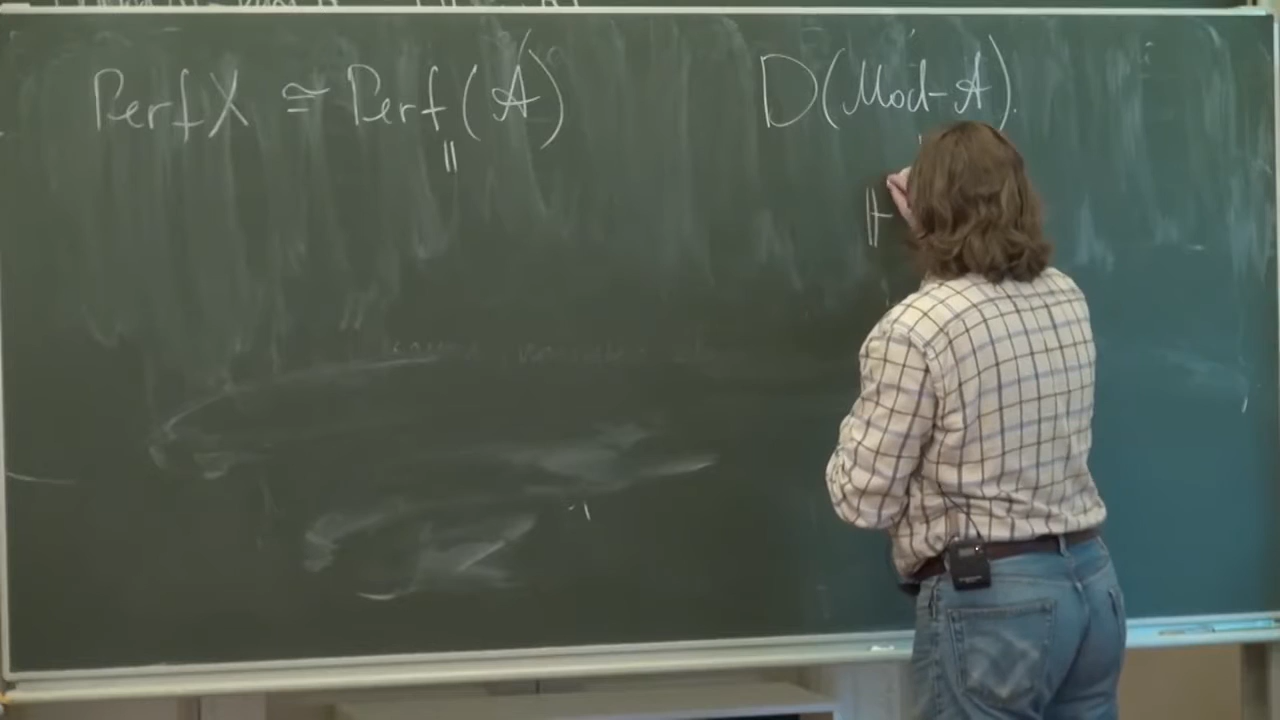 Perf X ≅ Perf(𝒜) D(Mod-𝒜).
||